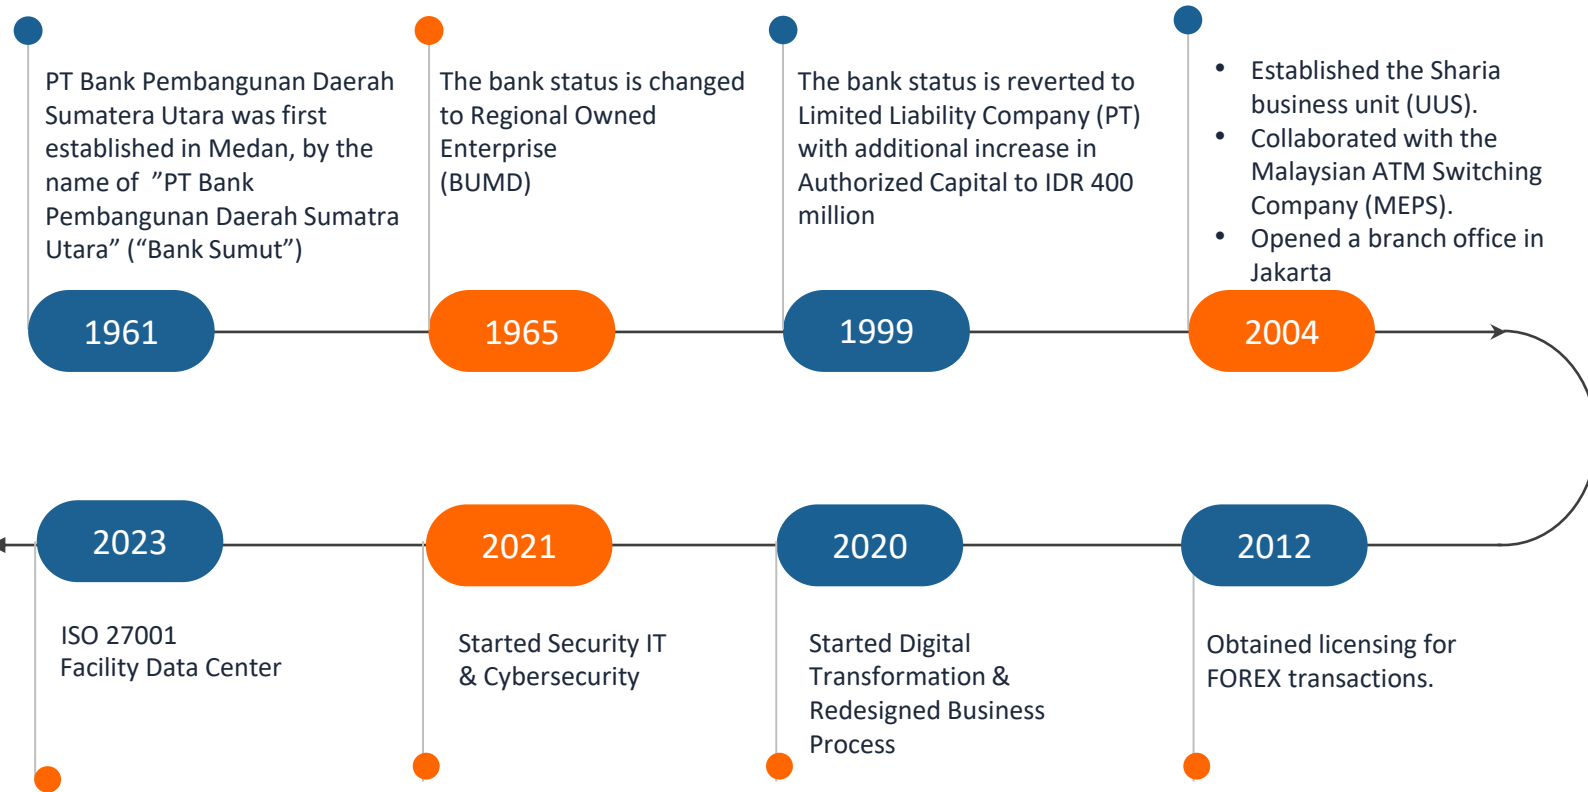 PT Bank Pembangunan Daerah
Sumatera Utara was first
established in Medan, by the
name of ”PT Bank
Pembangunan Daerah Sumatra
Utara” (“Bank Sumut”)
1961
The bank status is changed
to Regional Owned
Enterprise
(BUMD)
1965
The bank status is reverted to
Limited Liability Company (PT)
with additional increase in
Authorized Capital to IDR 400
million
1999
• Established the Sharia
business unit (UUS).
• Collaborated with the
Malaysian ATM Switching
Company (MEPS).
• Opened a branch office in
Jakarta
2004
2012
Obtained licensing for
FOREX transactions.
2020
Started Digital
Transformation &
Redesigned Business
Process
2021
Started Security IT
& Cybersecurity
2023
ISO 27001
Facility Data Center